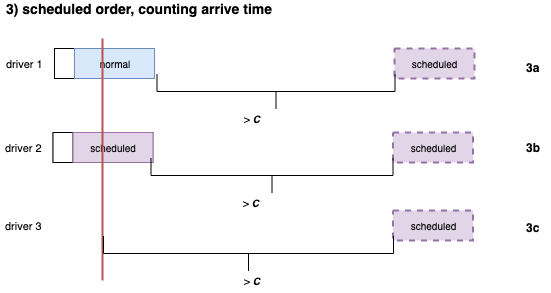 3) scheduled order, counting arrive time
driver 1
normal
scheduled
3a
> C
driver 2
scheduled
scheduled
3b
> C
driver 3
scheduled
3c
> C